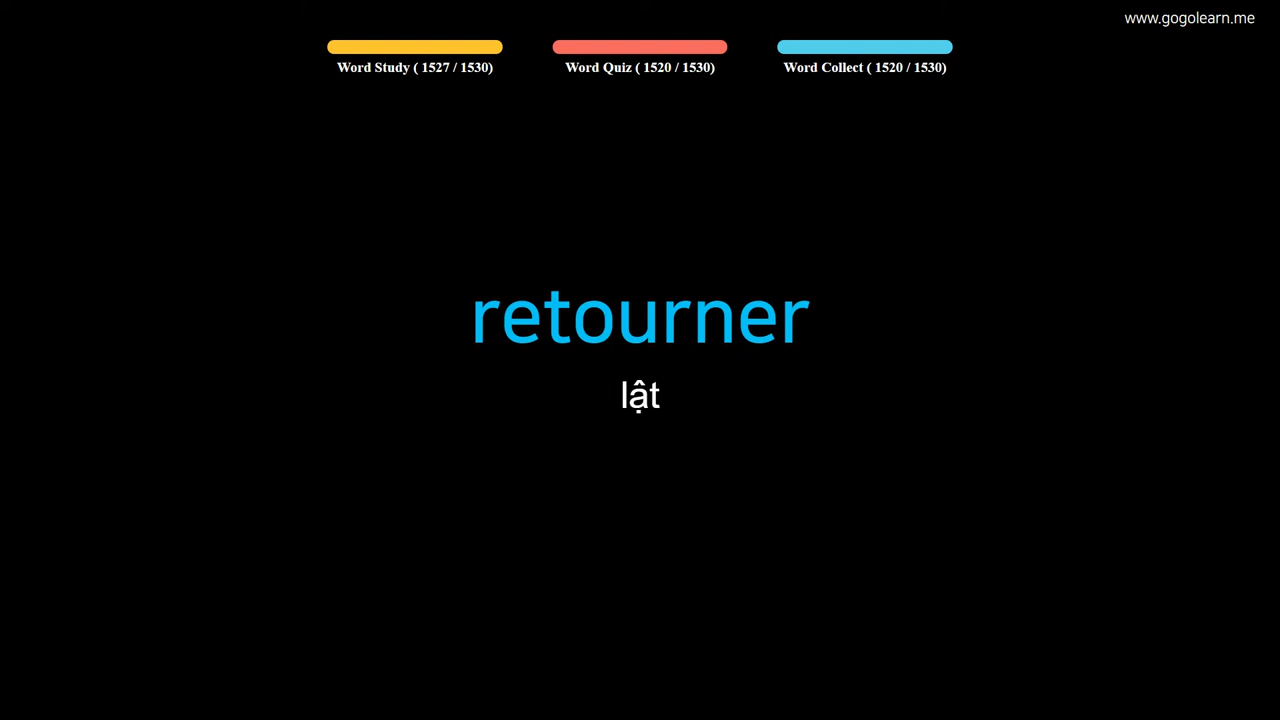 www.gogolearn.me
Word Study ( 1527 / 1530)
Word Quiz ( 1520 / 1530)
Word Collect ( 1520 / 1530)
retourner
lật